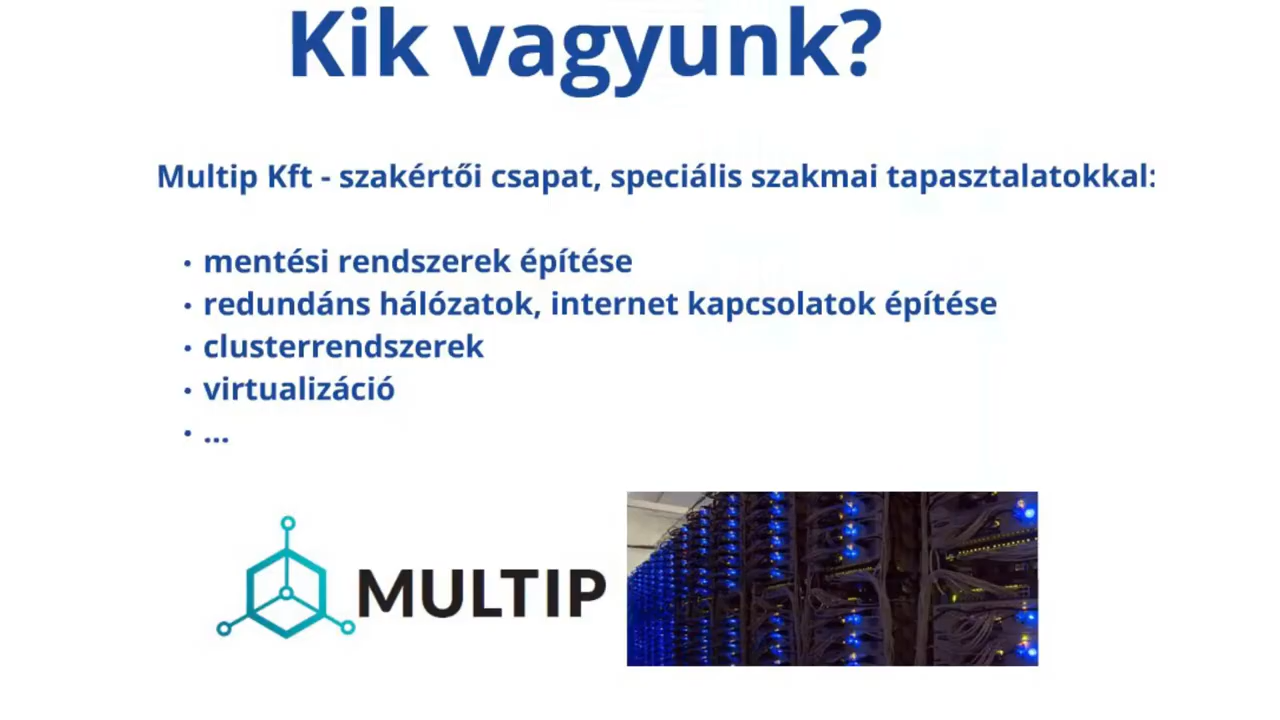 Kik vagyunk?
Multip Kft - szakértői csapat, speciális szakmai tapasztalatokkal:
• mentési rendszerek építése
• redundáns hálózatok, internet kapcsolatok építése
• clusterrendszerek
• virtualizáció
• ...
MULTIP